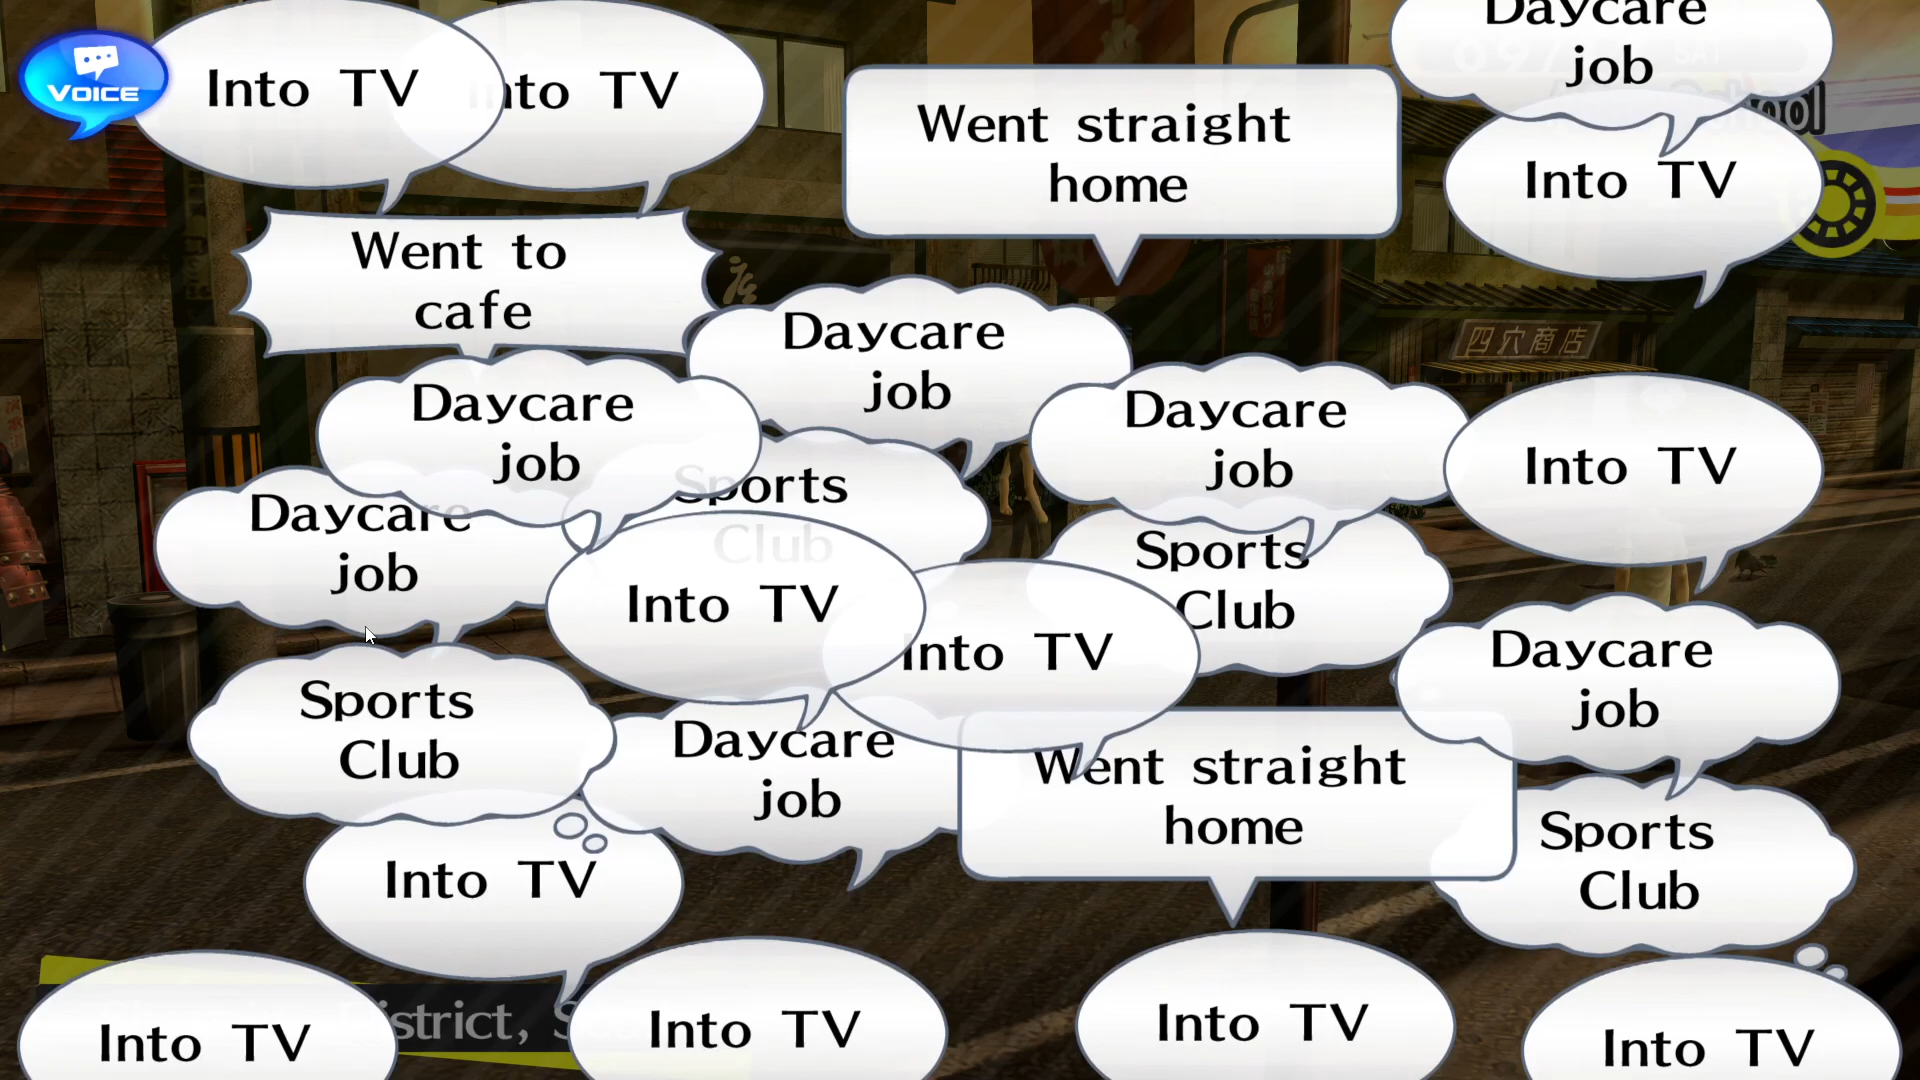 VOICE
Into TV
Into TV
Went straight
home
Daycare
job
Into TV
Went to
cafe
Daycare
job
四穴商店
Daycare
job
Daycare
job
Into TV
Daycare
job
Sports
Club
Into TV
Into TV
Sports
Club
Daycare
job
Sports
Club
Daycare
job
Went straight
home
Sports
Club
Into TV
Into TV
Into TV
Into TV
Into TV